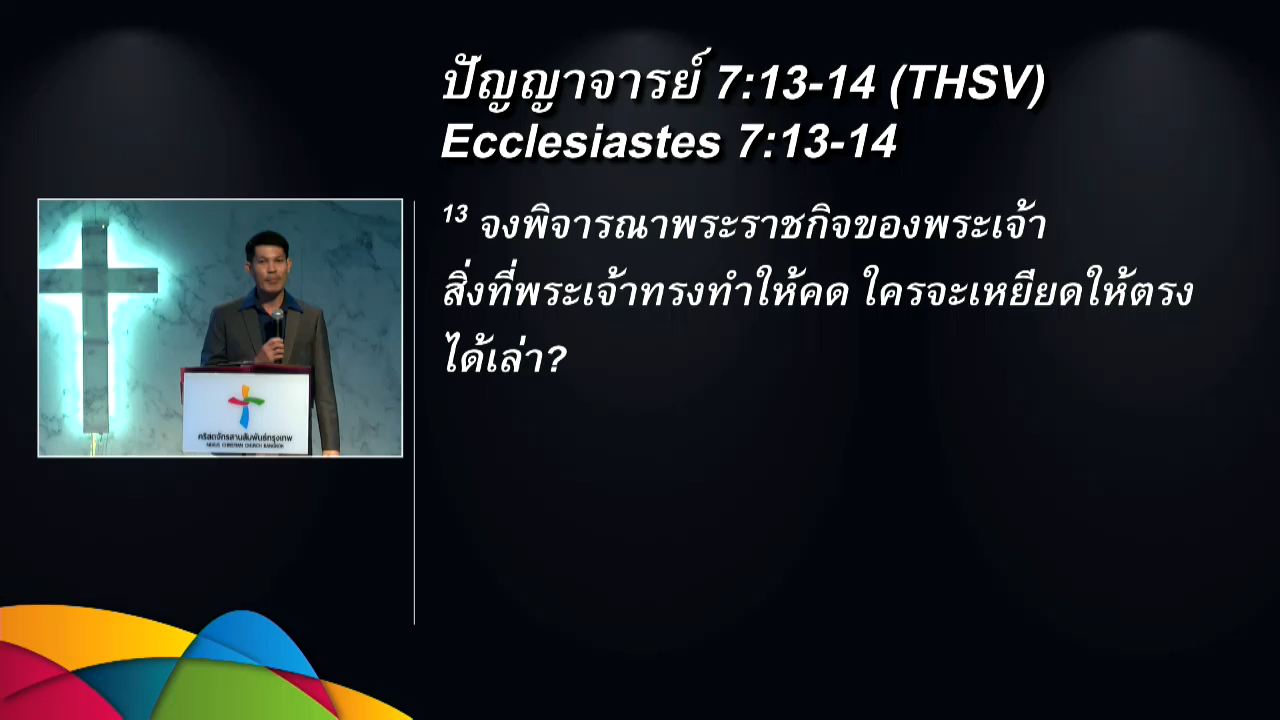 ปัญญาจารย์ 7:13-14 (THSV)
Ecclesiastes 7:13-14
13 จงพิจารณาพระราชกิจของพระเจ้า
สิ่งที่พระเจ้าทรงทำให้คด ใครจะเหยียดให้ตรง
ได้เล่า?
คริสตจักรสานสัมพันธ์กรุงเทพ
NEXUS CHRISTIAN CHURCH BANGKOK